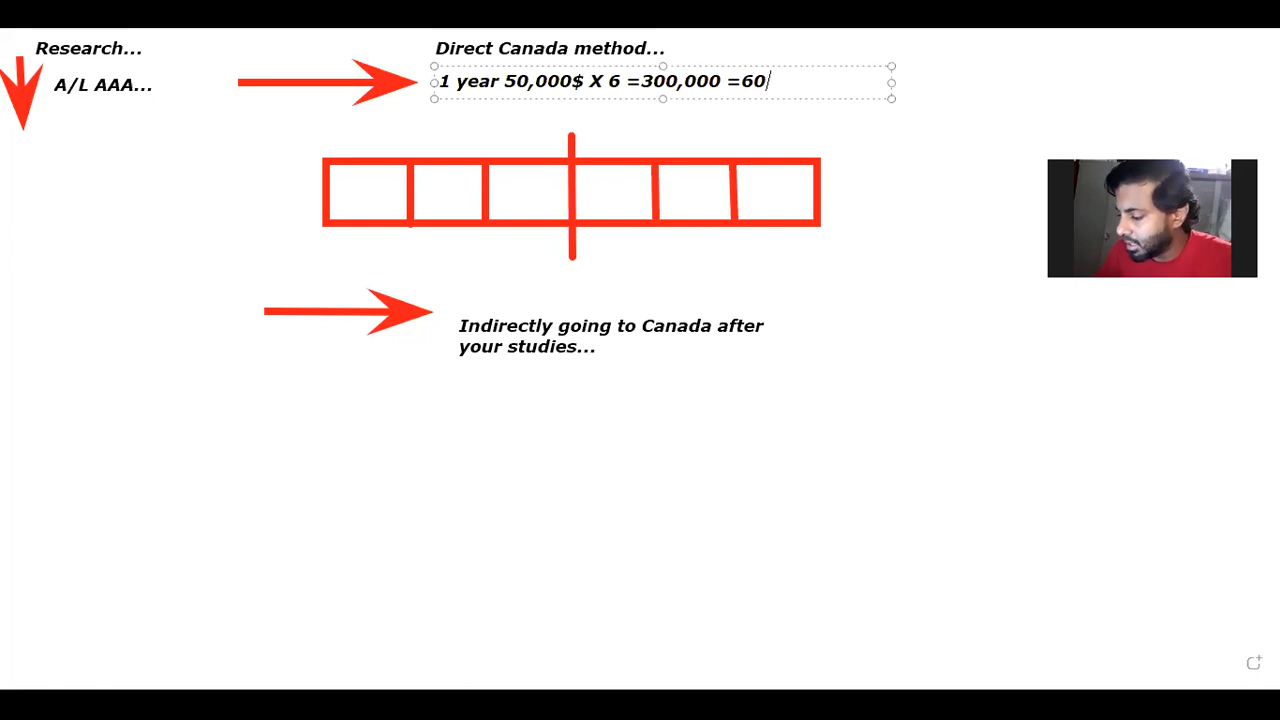 Research...
A/L AAA...
Direct Canada method...
1 year 50,000$ X 6 =300,000 =60
Indirectly going to Canada after
your studies...